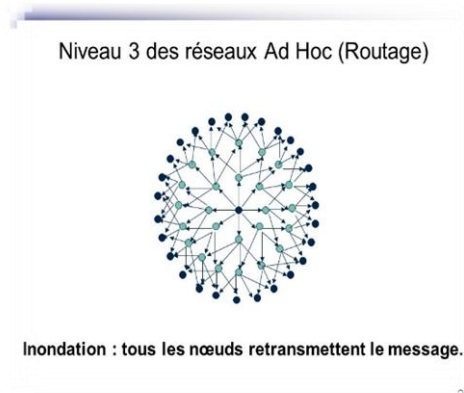 Niveau 3 des réseaux Ad Hoc (Routage)
Inondation : tous les nœuds retransmettent le message.